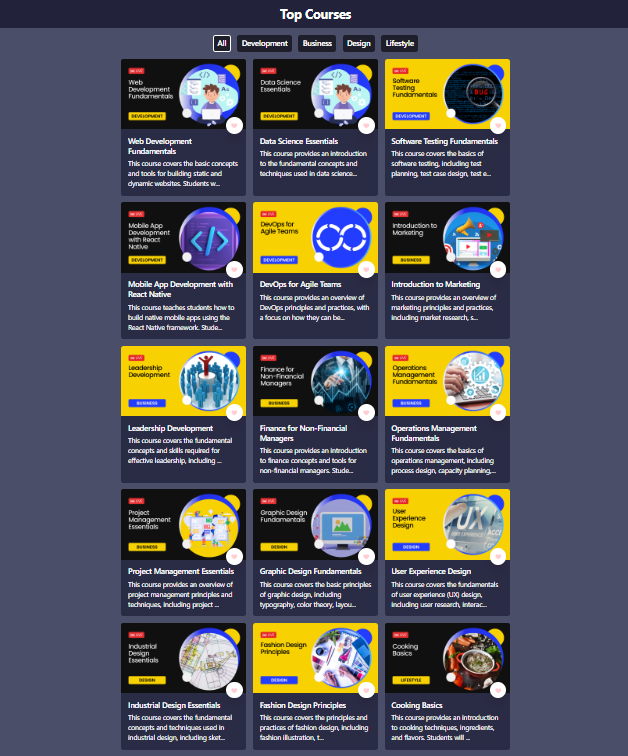 Top Courses
All
Development
Business
Design
Lifestyle
Web
Development
Fundamentals
DEVELOPMENT
Web Development
Fundamentals
This course covers the basic concepts
and tools for building static and
dynamic websites. Students w...
Data Science
Essentials
DEVELOPMENT
Data Science Essentials
This course provides an introduction
to the fundamental concepts and
techniques used in data science...
Software
Testing
Fundamentals
BUG
DEVELOPMENT
Software Testing Fundamentals
This course covers the basics of
software testing, including test
planning, test case design, test e...
Mobile App
Development
with React
Native
DEVELOPMENT
Mobile App Development with
React Native
This course teaches students how to
build native mobile apps using the
React Native framework. Stude...
DevOps for
Agile Teams
DEVELOPMENT
DevOps for Agile Teams
This course provides an overview of
DevOps principles and practices, with
a focus on how they can be...
Introduction to
Marketing
BUSINESS
Introduction to Marketing
This course provides an overview of
marketing principles and practices,
including market research, s...
Leadership
Development
BUSINESS
Leadership Development
This course covers the fundamental
concepts and skills required for
effective leadership, including ...
Finance for
Non-Financial
Managers
BUSINESS
Finance for Non-Financial
Managers
This course provides an introduction
to finance concepts and tools for
non-financial managers. Stude...
Operations
Management
Fundamentals
BUSINESS
Operations Management
Fundamentals
This course covers the basics of
operations management, including
process design, capacity planning,...
Project
Management
Essentials
BUSINESS
Project Management Essentials
This course provides an overview of
project management principles and
techniques, including project ...
Graphic Design
Fundamentals
DESIGN
Graphic Design Fundamentals
This course covers the basic principles
of graphic design, including
typography, color theory, layou...
User
Experience
Design
UX
DESIGN
User Experience Design
This course covers the fundamentals
of user experience (UX) design,
including user research, interac...
Industrial
Design
Essentials
DESIGN
Industrial Design Essentials
This course covers the fundamental
concepts and techniques used in
industrial design, including sket...
Fashion Design
Principles
DESIGN
Fashion Design Principles
This course covers the principles and
practices of fashion design, including
fashion illustration, t...
Cooking
Basics
LIFESTYLE
Cooking Basics
This course provides an introduction
to cooking techniques, ingredients,
and flavors. Students will ...